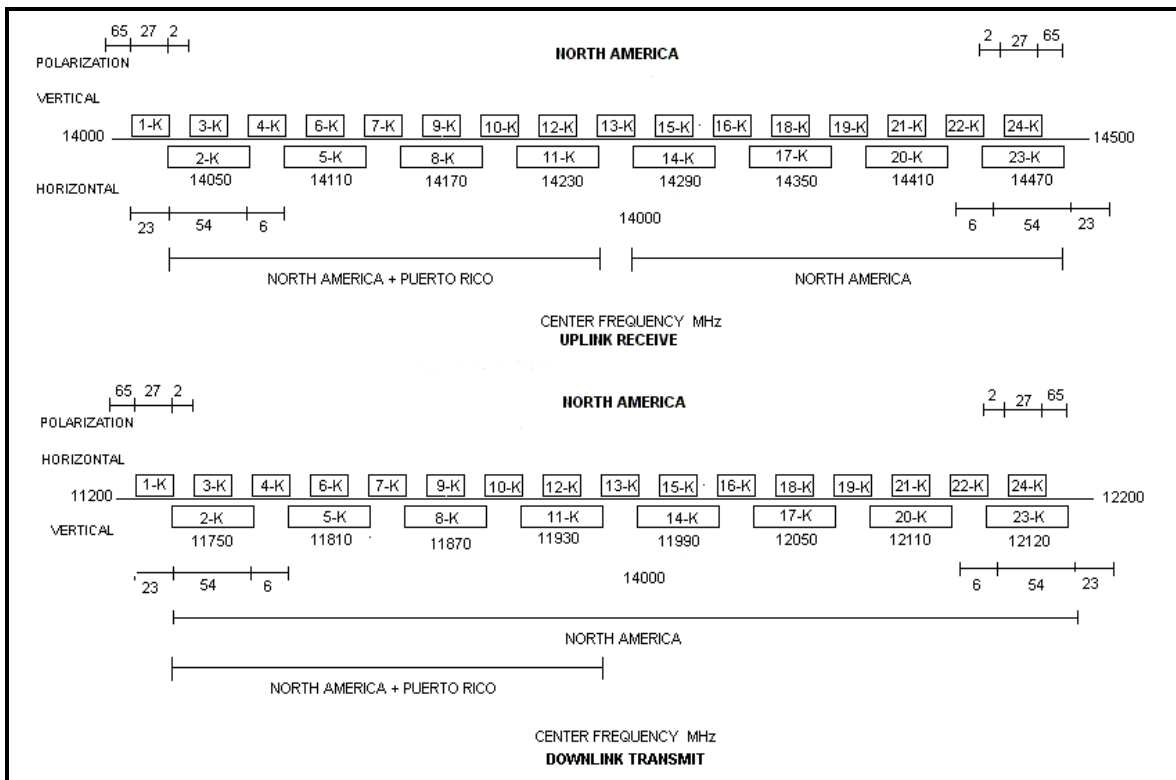 65 27 2
2 27 65
NORTH AMERICA
POLARIZATION
VERTICAL
1-K 3-K 4-K 6-K 7-K 9-K 10-K 12-K 13-K 15-K 16-K 18-K 19-K 21-K 22-K 24-K
14000 14500
2-K 5-K 8-K 11-K 14-K 17-K 20-K 23-K
14050 14110 14170 14230 14290 14350 14410 14470
HORIZONTAL
14000
23 54 6
6 54 23
NORTH AMERICA + PUERTO RICO NORTH AMERICA
CENTER FREQUENCY MHz
UPLINK RECEIVE
65 27 2
2 27 65
NORTH AMERICA
POLARIZATION
HORIZONTAL
1-K 3-K 4-K 6-K 7-K 9-K 10-K 12-K 13-K 15-K 16-K 18-K 19-K 21-K 22-K 24-K
11200 12200
2-K 5-K 8-K 11-K 14-K 17-K 20-K 23-K
VERTICAL
11750 11810 11870 11930 11990 12050 12110 12120
14000
23 54 6
6 54 23
NORTH AMERICA
NORTH AMERICA + PUERTO RICO
CENTER FREQUENCY MHz
DOWNLINK TRANSMIT